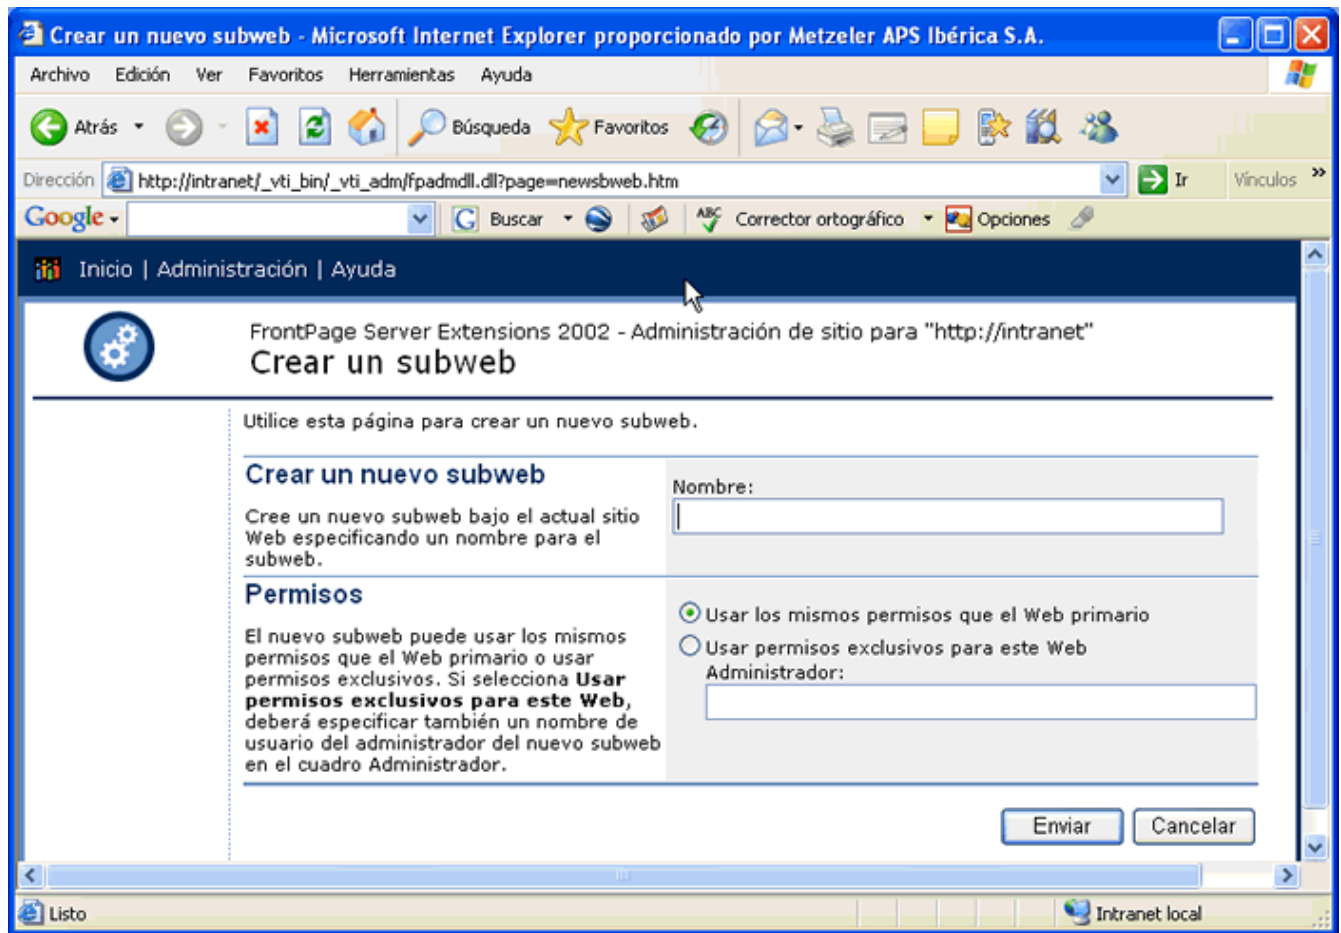 Crear un nuevo subweb - Microsoft Internet Explorer proporcionado por Metzeler APS Ibérica S.A.
Archivo Edición Ver Favoritos Herramientas Ayuda
Atrás Búsqueda Favoritos
Dirección http://intranet/_vti_bin/_vti_adm/fpadmdll.dll?page=newsbweb.htm Ir Vínculos »
Google G Buscar ABC Corrector ortográfico Opciones
Inicio | Administración | Ayuda
FrontPage Server Extensions 2002 - Administración de sitio para "http://intranet"
Crear un subweb
Utilice esta página para crear un nuevo subweb.
Crear un nuevo subweb
Cree un nuevo subweb bajo el actual sitio
Web especificando un nombre para el
subweb.
Nombre:
Permisos
El nuevo subweb puede usar los mismos
permisos que el Web primario o usar
permisos exclusivos. Si selecciona Usar
permisos exclusivos para este Web,
deberá especificar también un nombre de
usuario del administrador del nuevo subweb
en el cuadro Administrador.
Usar los mismos permisos que el Web primario
Usar permisos exclusivos para este Web
Administrador:
Enviar Cancelar
Listo Intranet local